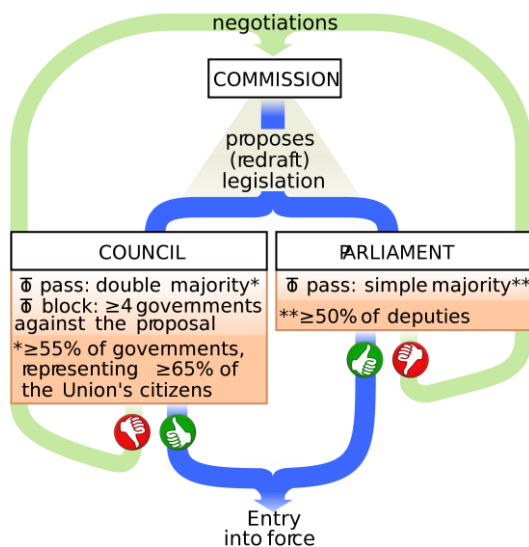 negotiations
COMMISSION
proposes
(redraft)
legislation
COUNCIL
To pass: double majority*
To block: ≥4 governments
against the proposal
*≥55% of governments,
representing ≥65% of
the Union's citizens
PARLIAMENT
To pass: simple majority**
**≥50% of deputies
Entry
into force